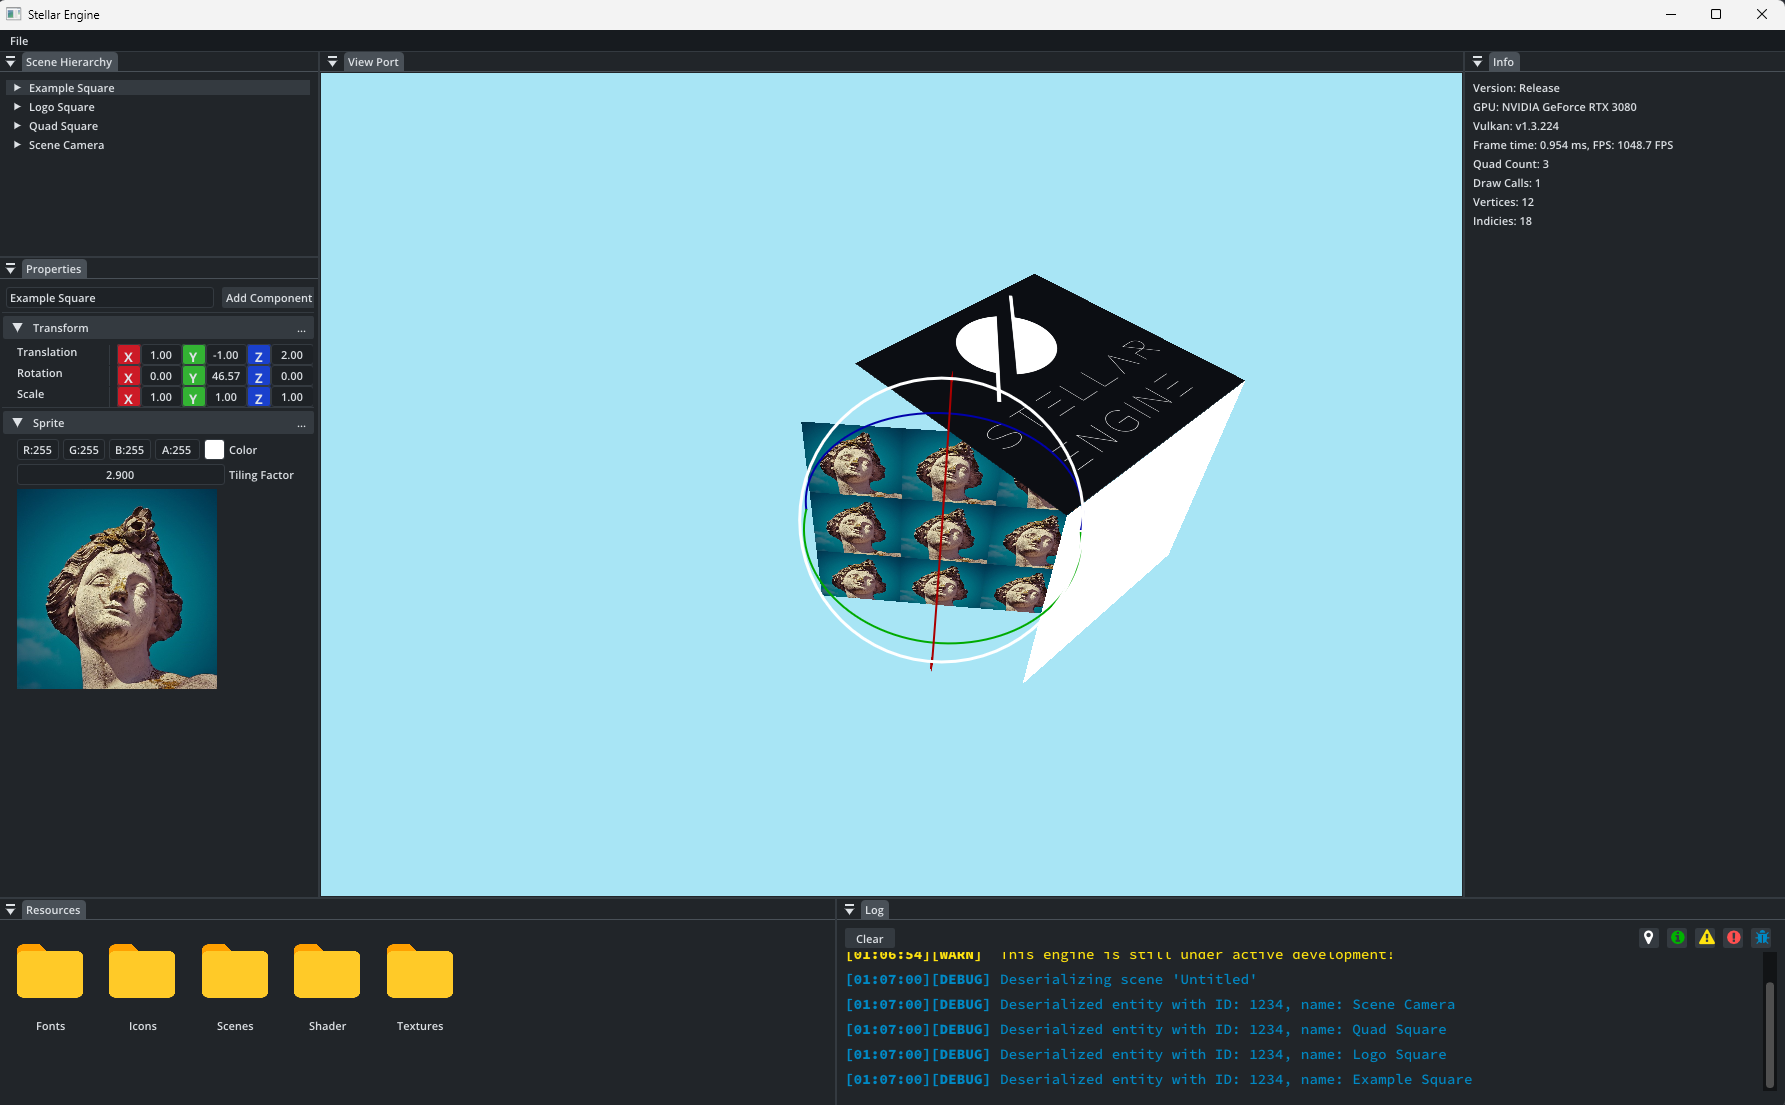 Stellar Engine
File
Scene Hierarchy
Example Square
Logo Square
Quad Square
Scene Camera
Properties
Example Square
Add Component
Transform
...
Translation X 1.00 Y -1.00 Z 2.00
Rotation X 0.00 Y 46.57 Z 0.00
Scale X 1.00 Y 1.00 Z 1.00
Sprite
...
R:255 G:255 B:255 A:255 Color
2.900 Tiling Factor
View Port
STELLAR
ENGINE
Info
Version: Release
GPU: NVIDIA GeForce RTX 3080
Vulkan: v1.3.224
Frame time: 0.954 ms, FPS: 1048.7 FPS
Quad Count: 3
Draw Calls: 1
Vertices: 12
Indicies: 18
Resources
Fonts
Icons
Scenes
Shader
Textures
Log
Clear
[01:06:54][WARN] This engine is still under active development!
[01:07:00][DEBUG] Deserializing scene 'Untitled'
[01:07:00][DEBUG] Deserialized entity with ID: 1234, name: Scene Camera
[01:07:00][DEBUG] Deserialized entity with ID: 1234, name: Quad Square
[01:07:00][DEBUG] Deserialized entity with ID: 1234, name: Logo Square
[01:07:00][DEBUG] Deserialized entity with ID: 1234, name: Example Square